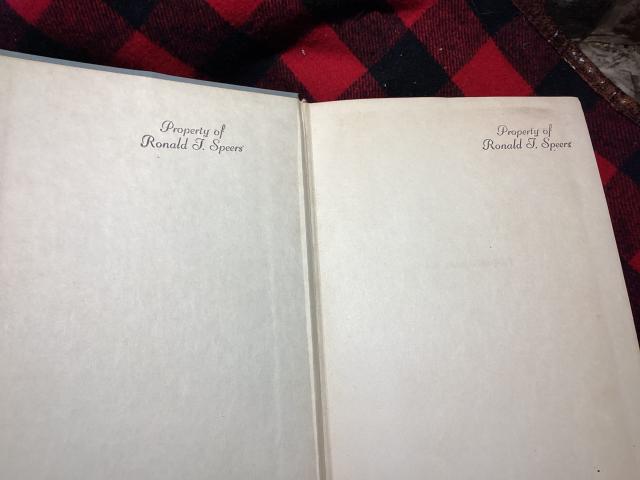 Property of
Ronald T. Speers
Property of
Ronald T. Speers